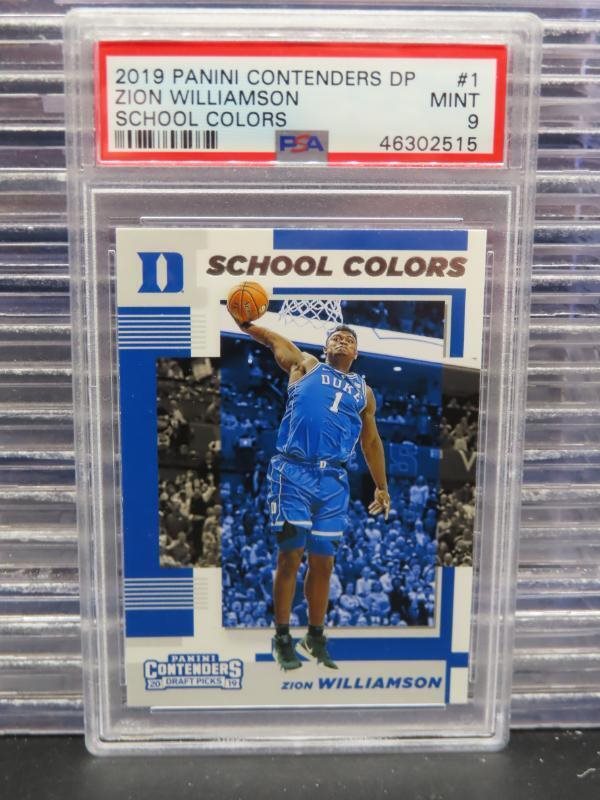 2019 PANINI CONTENDERS DP #1
ZION WILLIAMSON MINT
SCHOOL COLORS 9
PSA 46302515
D SCHOOL COLORS
DUKE
1
D
PANINI
CONTENDERS
20 DRAFT PICKS 19
ZION WILLIAMSON